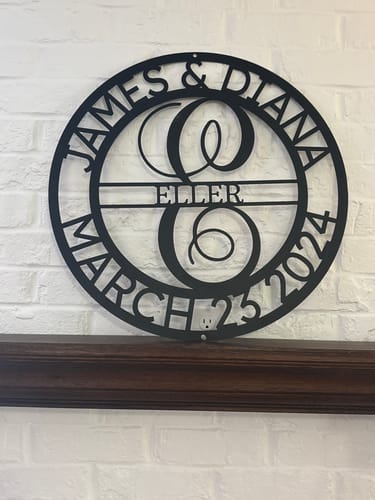 JAMES & DIANA
E
ELLER
MARCH 23 2024